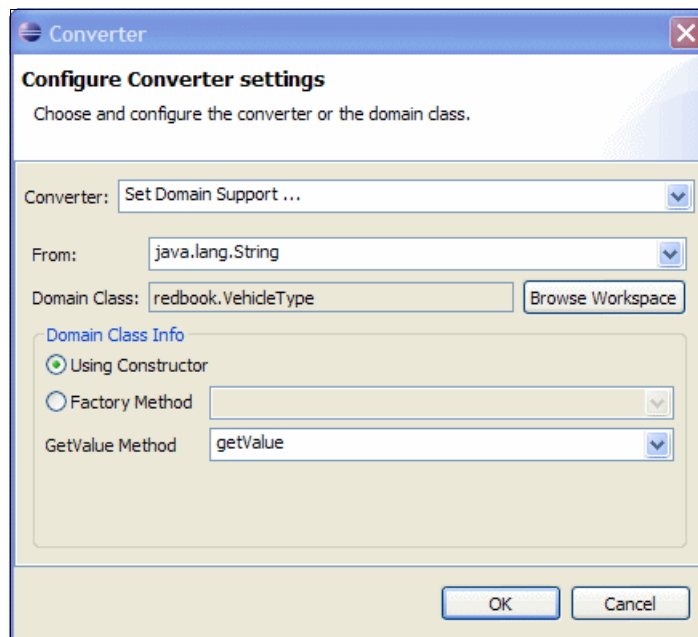 Converter
Configure Converter settings
Choose and configure the converter or the domain class.
Converter: Set Domain Support ...
From: java.lang.String
Domain Class: redbook.VehicleType Browse Workspace
Domain Class Info
Using Constructor
Factory Method
GetValue Method getValue
OK Cancel